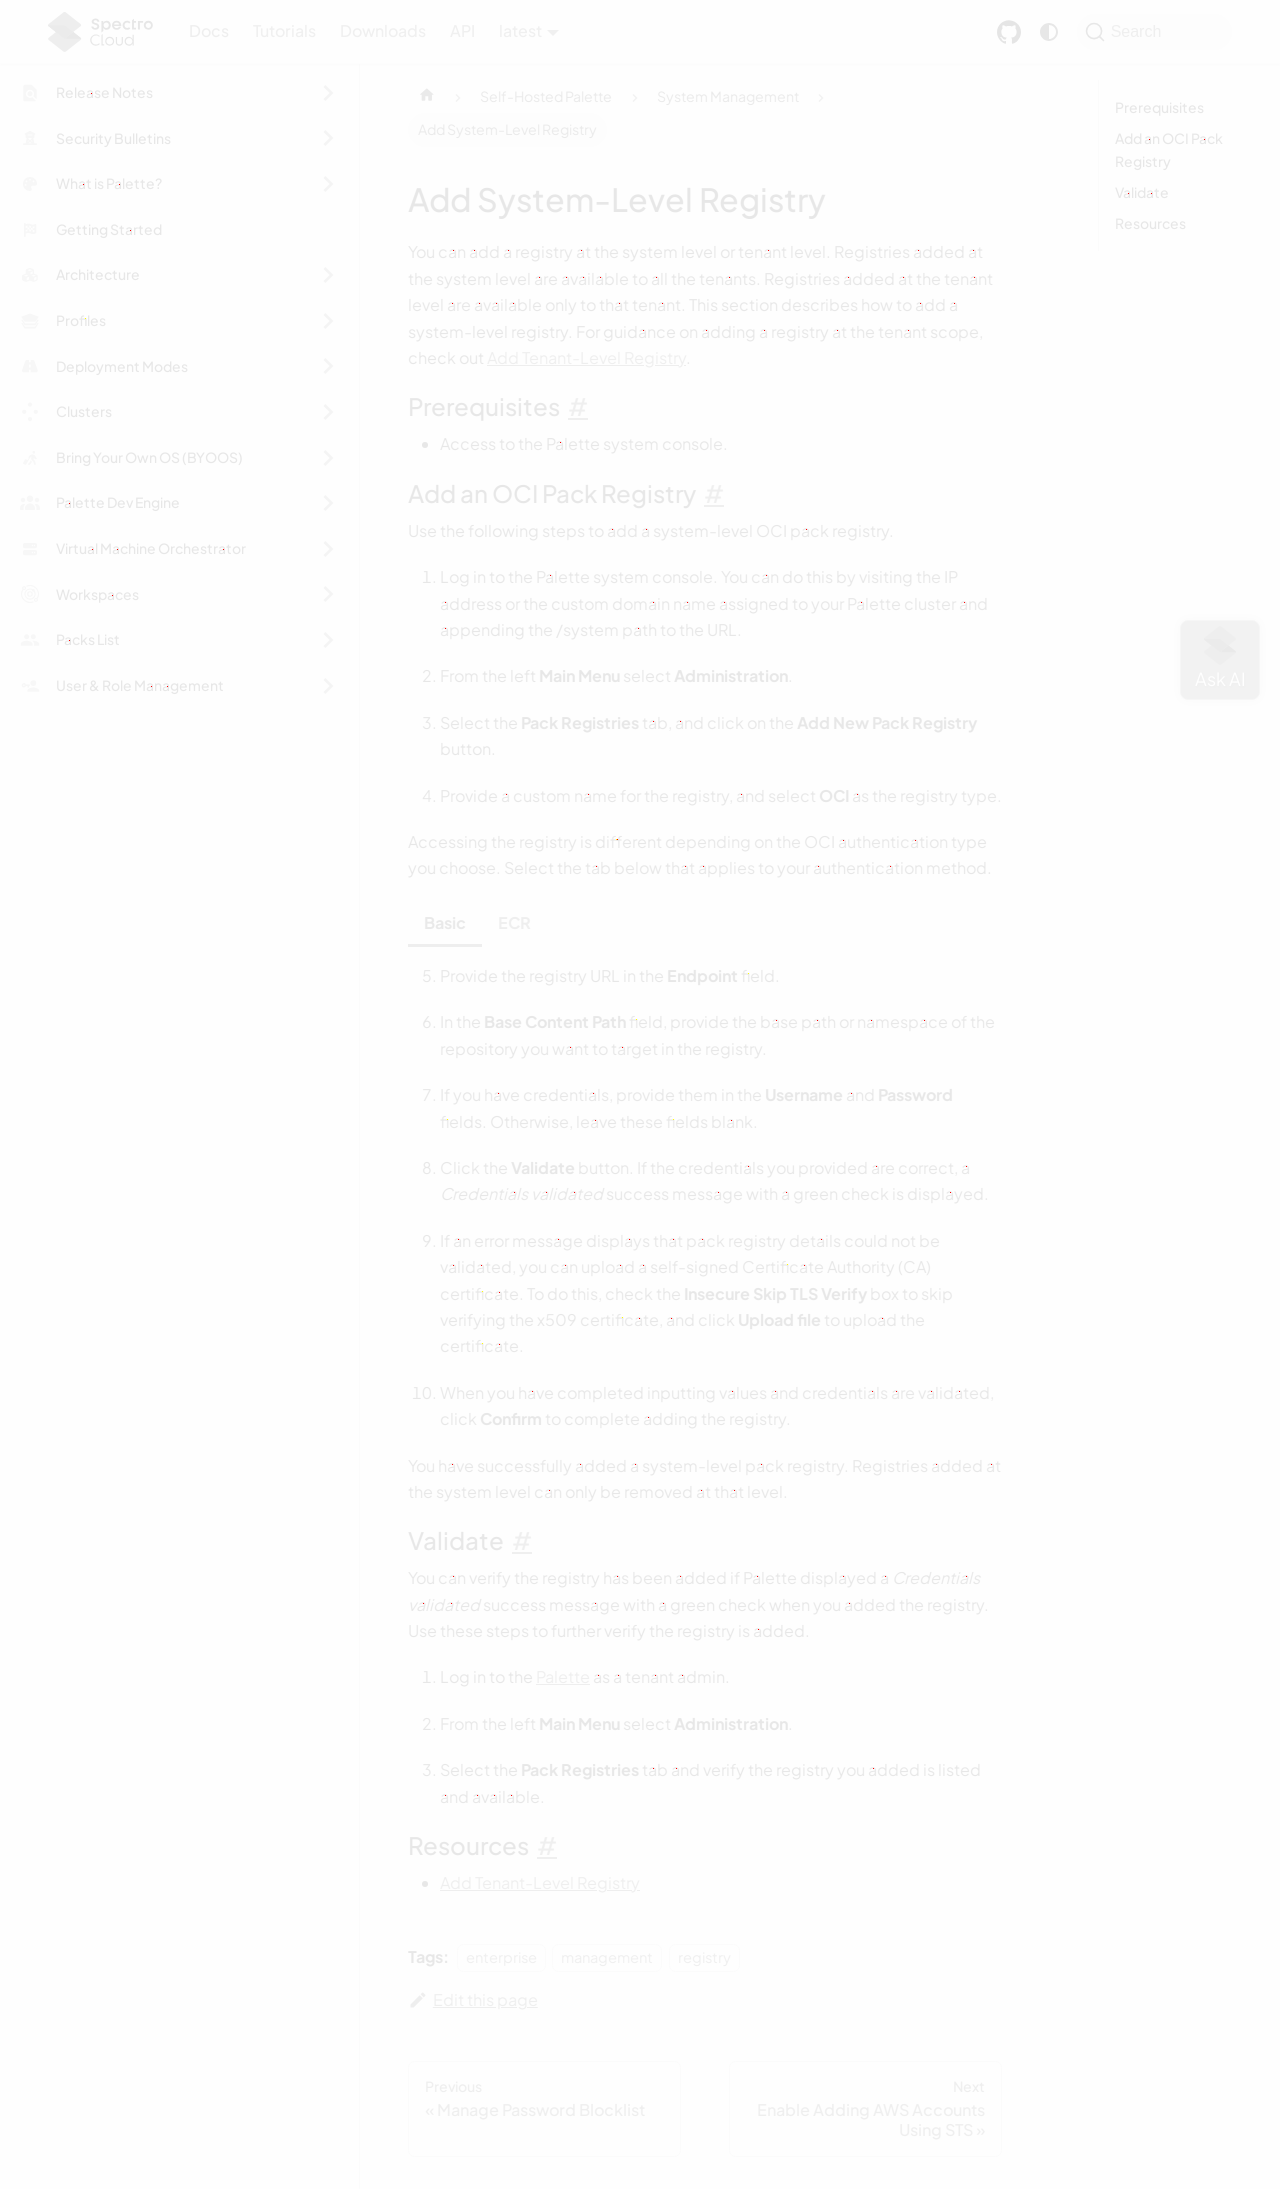 Spectro
Cloud
Docs
Tutorials
Downloads
API
latest
Search
Release Notes
Security Bulletins
What is Palette?
Getting Started
Architecture
Profiles
Deployment Modes
Clusters
Bring Your Own OS (BYOOS)
Palette Dev Engine
Virtual Machine Orchestrator
Workspaces
Packs List
User & Role Management
Self-Hosted Palette
System Management
Add System-Level Registry
Add System-Level Registry
You can add a registry at the system level or tenant level. Registries added at
the system level are available to all the tenants. Registries added at the tenant
level are available only to that tenant. This section describes how to add a
system-level registry. For guidance on adding a registry at the tenant scope,
check out Add Tenant-Level Registry.
Prerequisites #
• Access to the Palette system console.
Add an OCI Pack Registry #
Use the following steps to add a system-level OCI pack registry.
1. Log in to the Palette system console. You can do this by visiting the IP
address or the custom domain name assigned to your Palette cluster and
appending the /system path to the URL.
2. From the left Main Menu select Administration.
3. Select the Pack Registries tab, and click on the Add New Pack Registry
button.
4. Provide a custom name for the registry, and select OCI as the registry type.
Accessing the registry is different depending on the OCI authentication type
you choose. Select the tab below that applies to your authentication method.
Basic
ECR
5. Provide the registry URL in the Endpoint field.
6. In the Base Content Path field, provide the base path or namespace of the
repository you want to target in the registry.
7. If you have credentials, provide them in the Username and Password
fields. Otherwise, leave these fields blank.
8. Click the Validate button. If the credentials you provided are correct, a
Credentials validated success message with a green check is displayed.
9. If an error message displays that pack registry details could not be
validated, you can upload a self-signed Certificate Authority (CA)
certificate. To do this, check the Insecure Skip TLS Verify box to skip
verifying the x509 certificate, and click Upload file to upload the
certificate.
10. When you have completed inputting values and credentials are validated,
click Confirm to complete adding the registry.
You have successfully added a system-level pack registry. Registries added at
the system level can only be removed at that level.
Validate #
You can verify the registry has been added if Palette displayed a Credentials
validated success message with a green check when you added the registry.
Use these steps to further verify the registry is added.
1. Log in to the Palette as a tenant admin.
2. From the left Main Menu select Administration.
3. Select the Pack Registries tab and verify the registry you added is listed
and available.
Resources #
• Add Tenant-Level Registry
Tags:
enterprise
management
registry
Edit this page
Previous
« Manage Password Blocklist
Next
Enable Adding AWS Accounts
Using STS »
Prerequisites
Add an OCI Pack
Registry
Validate
Resources
Ask AI